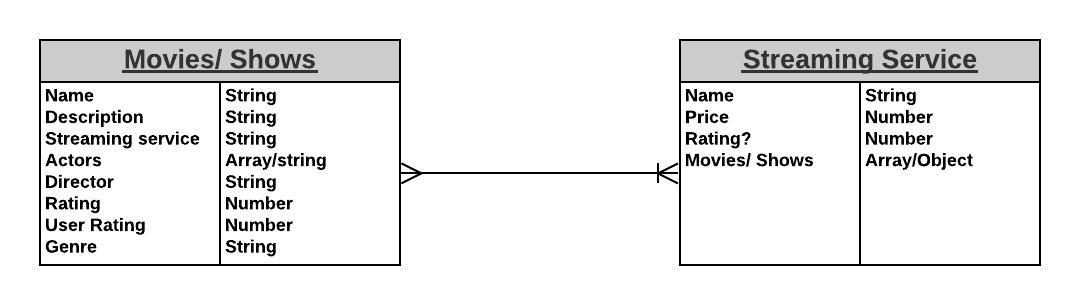 Movies/ Shows
Name String
Description String
Streaming service String
Actors Array/string
Director String
Rating Number
User Rating Number
Genre String
Streaming Service
Name String
Price Number
Rating? Number
Movies/ Shows Array/Object